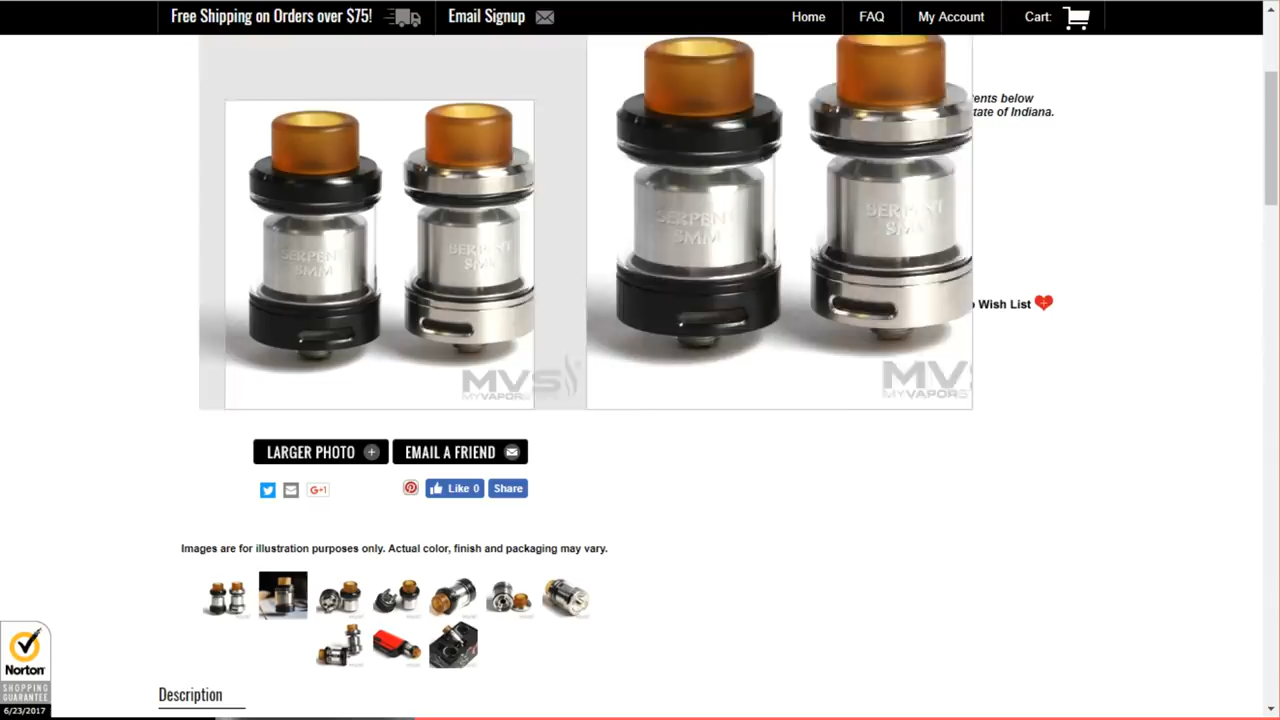 Free Shipping on Orders over $75!
Email Signup
Home
FAQ
My Account
Cart:
ents below
tate of Indiana.
SERPENT
SMM
SERPENT
SMM
SERPENT
SMM
SERPENT
SMM
Wish List
MVS
MYVAPORS
MV
MYVAPOR
LARGER PHOTO +
EMAIL A FRIEND
G+1
Like 0
Share
Images are for illustration purposes only. Actual color, finish and packaging may vary.
Norton
SHOPPING
GUARANTEE
6/23/2017
Description